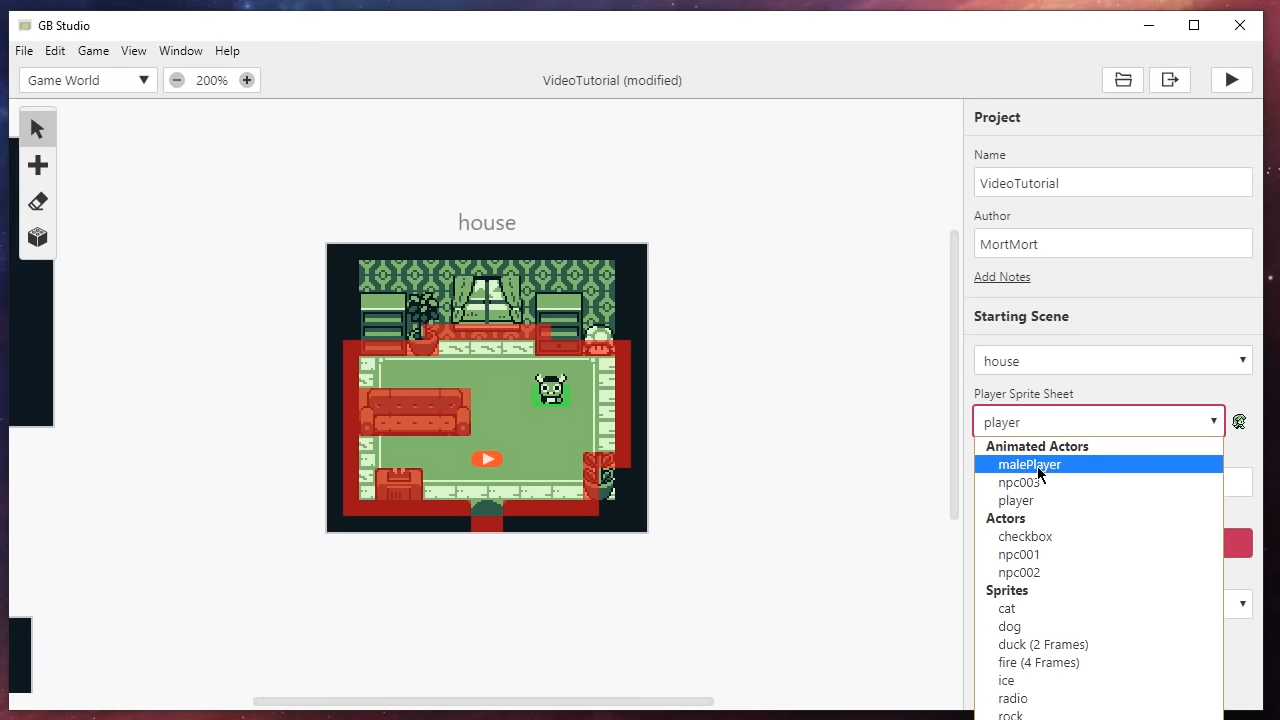 GB Studio
File Edit Game View Window Help
Game World
200%
VideoTutorial (modified)
house
Project
Name
VideoTutorial
Author
MortMort
Add Notes
Starting Scene
house
Player Sprite Sheet
player
Animated Actors
malePlayer
npc003
player
Actors
checkbox
npc001
npc002
Sprites
cat
dog
duck (2 Frames)
fire (4 Frames)
ice
radio
rock